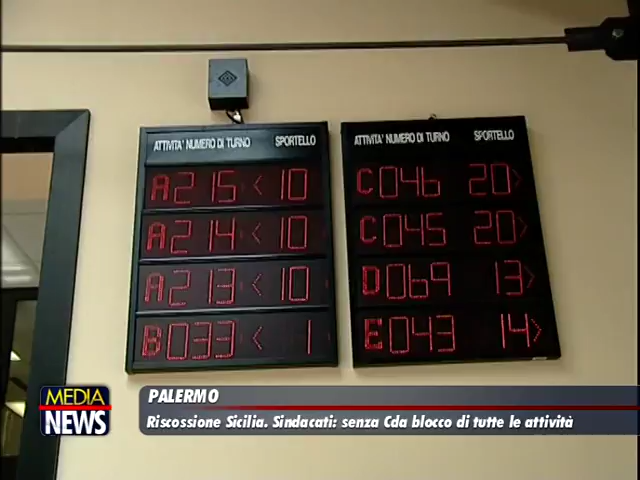 ATTIVITA' NUMERO DI TURNO SPORTELLO
A215 < 10
A214 < 10
A213 < 10
B033 < 1
ATTIVITA' NUMERO DI TURNO SPORTELLO
C046 20 >
C045 20 >
D069 13 >
E043 14 >
MEDIA
NEWS
PALERMO
Riscossione Sicilia. Sindacati: senza Cda blocco di tutte le attività